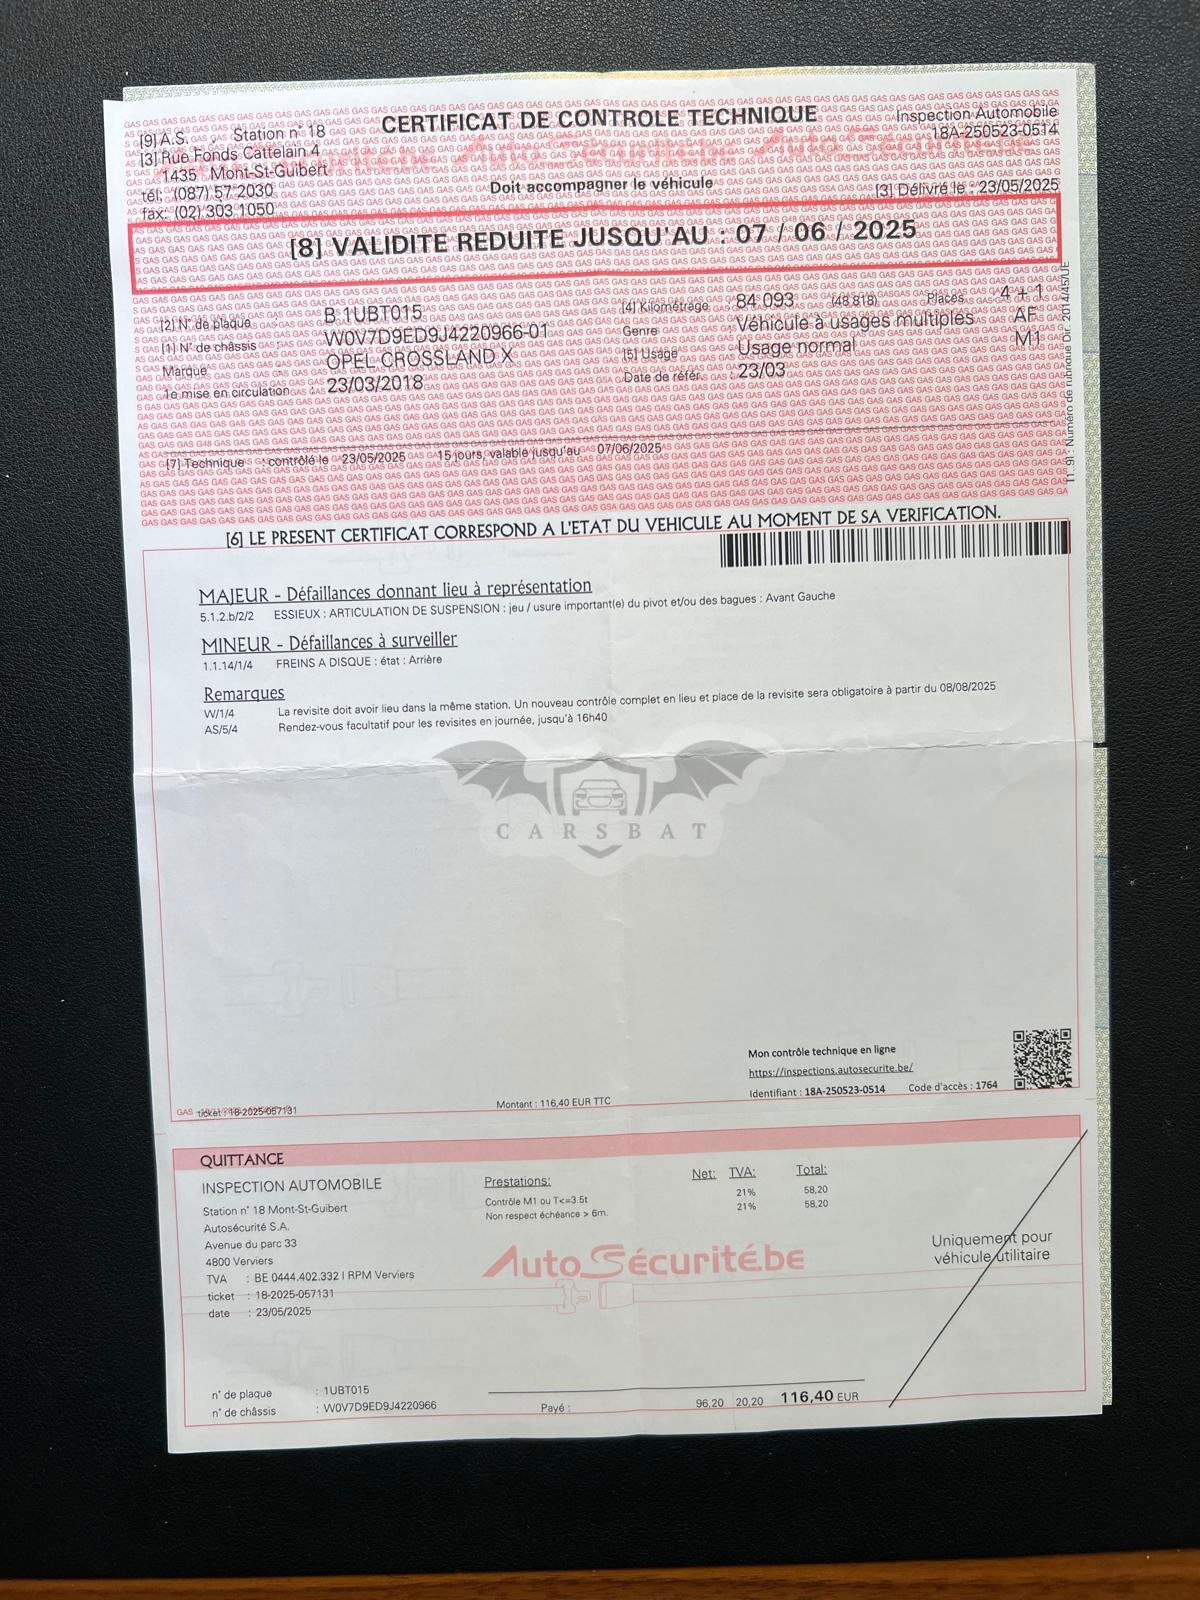 [9] A.S. Station n° 18
[3] Rue Fonds Cattelain 4
1435 Mont-St-Guibert
tél. (087) 57 2030
fax: (02) 303 1050
CERTIFICAT DE CONTROLE TECHNIQUE
Doit accompagner le véhicule
Inspection Automobile
18A-250523-0514
[3] Délivré le : 23/05/2025
[8] VALIDITE REDUITE JUSQU'AU : 07 / 06 / 2025
[2] N° de plaque : B 1UBT015
[1] N° de châssis : W0V7D9ED9J4220966-01
Marque OPEL CROSSLAND X
1e mise en circulation : 23/03/2018
[4] Kilométrage 84 093 (48 818) Places 4 + 1
Genre Véhicule à usages multiples AF
[5] Usage Usage normal M1
Date de référ. : 23/03
[7] Technique : contrôlé le 23/05/2025 15 jours, valable jusqu'au 07/06/2025
Numéro de rubrique Dir. 2014/45/UE
[6] LE PRESENT CERTIFICAT CORRESPOND A L'ETAT DU VEHICULE AU MOMENT DE SA VERIFICATION.
MAJEUR - Défaillances donnant lieu à représentation
5.1.2.b/2/2 ESSIEUX : ARTICULATION DE SUSPENSION : jeu / usure important(e) du pivot et/ou des bagues : Avant Gauche
MINEUR - Défaillances à surveiller
1.1.14/1/4 FREINS A DISQUE : état : Arrière
Remarques
W/1/4 La revisite doit avoir lieu dans la même station. Un nouveau contrôle complet en lieu et place de la revisite sera obligatoire à partir du 08/08/2025
AS/5/4 Rendez-vous facultatif pour les revisites en journée, jusqu'à 16h40
CARSBAT
Mon contrôle technique en ligne
https://inspections.autosecurite.be/
Identifiant : 18A-250523-0514 Code d'accès : 1764
GAS ticket : 18-2025-057131
Montant : 116,40 EUR TTC
QUITTANCE
INSPECTION AUTOMOBILE
Station n° 18 Mont-St-Guibert
Autosécurité S.A.
Avenue du parc 33
4800 Verviers
TVA : BE 0444.402.332 | RPM Verviers
ticket : 18-2025-057131
date : 23/05/2025
Prestations: Net: TVA: Total:
Contrôle M1 ou T<=3.5t 21% 58,20
Non respect échéance > 6m. 21% 58,20
AutoSécurité.be
Uniquement pour
véhicule utilitaire
n° de plaque : 1UBT015
n° de châssis : W0V7D9ED9J4220966
Payé : 96,20 20,20 116,40 EUR